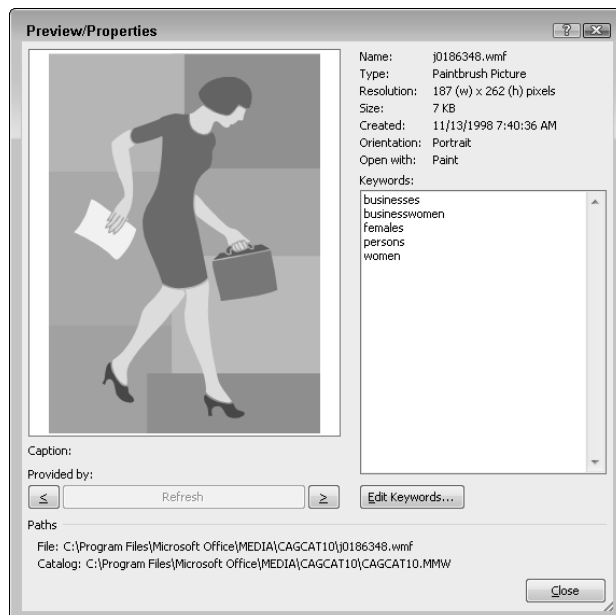 Preview/Properties
Name: j0186348.wmf
Type: Paintbrush Picture
Resolution: 187 (w) x 262 (h) pixels
Size: 7 KB
Created: 11/13/1998 7:40:36 AM
Orientation: Portrait
Open with: Paint
Keywords:
businesses
businesswomen
females
persons
women
Caption:
Provided by:
< Refresh >
Edit Keywords...
Paths
File: C:\Program Files\Microsoft Office\MEDIA\CAGCAT10\j0186348.wmf
Catalog: C:\Program Files\Microsoft Office\MEDIA\CAGCAT10\CAGCAT10.MMW
Close